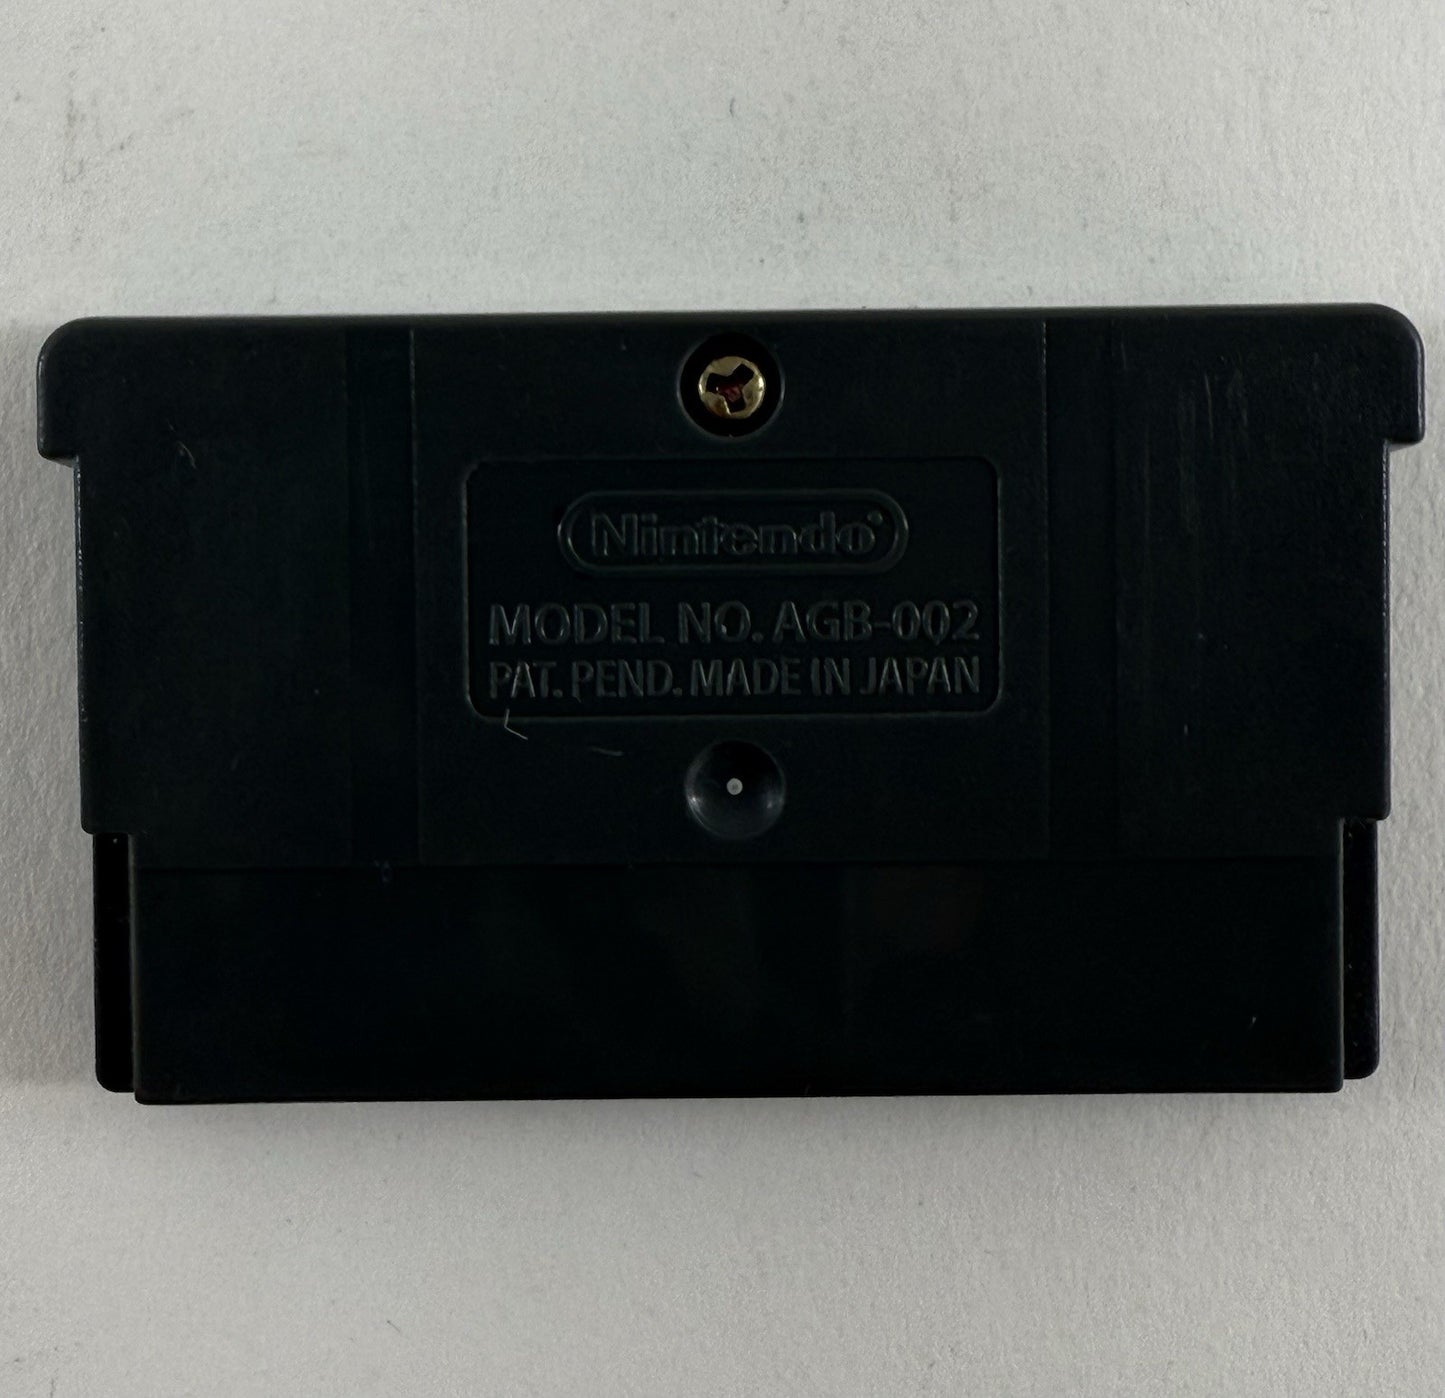 Nintendo
MODEL NO. AGB-002
PAT. PEND. MADE IN JAPAN